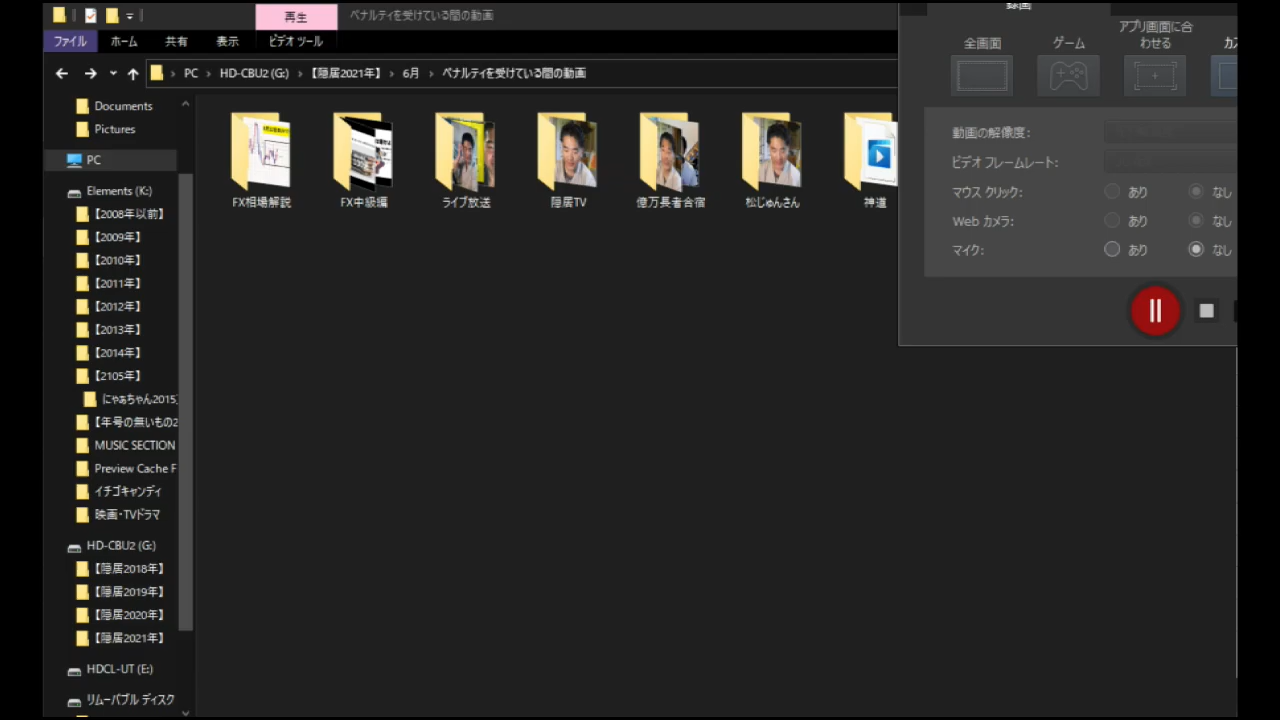 再生
ペナルティを受けている間の動画
ファイル
ホーム
共有
表示
ビデオ ツール
PC
HD-CBU2 (G:)
【隠居2021年】
6月
ペナルティを受けている間の動画
Documents
Pictures
PC
Elements (K:)
【2008年以前】
【2009年】
【2010年】
【2011年】
【2012年】
【2013年】
【2014年】
【2105年】
にゃあちゃん2015
【年号の無いもの2
MUSIC SECTION
Preview Cache F
イチゴキャンディ
映画・TVドラマ
HD-CBU2 (G:)
【隠居2018年】
【隠居2019年】
【隠居2020年】
【隠居2021年】
HDCL-UT (E:)
リムーバブル ディスク
FX相場解説
FX中級編
ライブ放送
隠居TV
億万長者合宿
松じゅんさん
神道
録画
全画面
ゲーム
アプリ画面に合
わせる
カス
動画の解像度:
ビデオ フレームレート:
マウス クリック:
あり
なし
Web カメラ:
あり
なし
マイク:
あり
なし